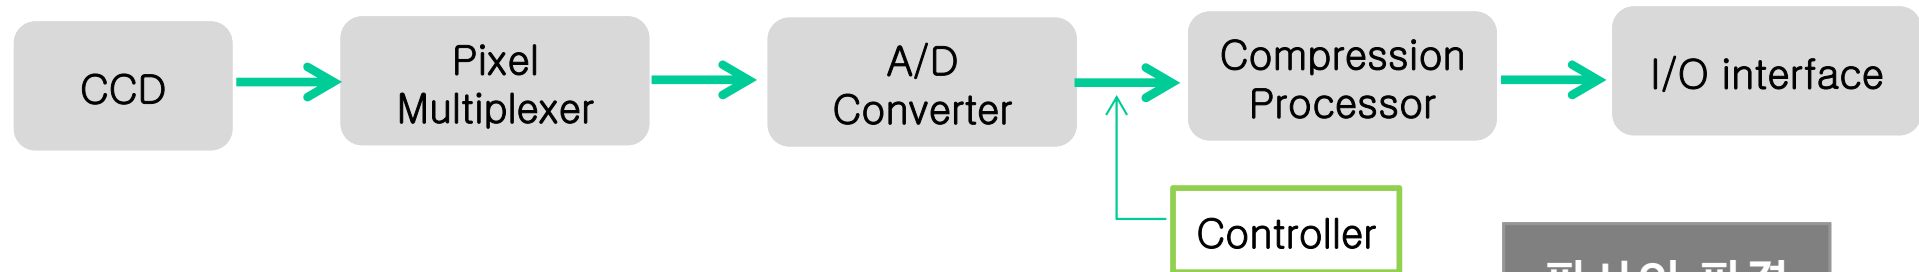 CCD
Pixel
Multiplexer
A/D
Converter
Compression
Processor
I/O interface
Controller